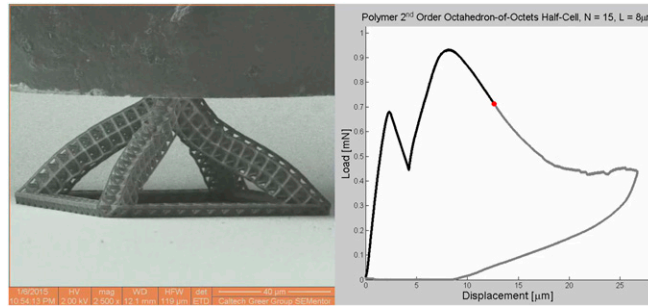 Polymer 2nd Order Octahedron-of-Octets Half-Cell, N = 15, L = 8μm
1
0.9
0.8
0.7
0.6
0.5
0.4
0.3
0.2
0.1
0
Load [mN]
0 5 10 15 20 25
Displacement [μm]
1/8/2015 HV mag WD HFW det 40 μm
10:54:13 PM 2.00 kV 2 500 x 12.1 mm 119 μm ETD Caltech Greer Group SEMentor